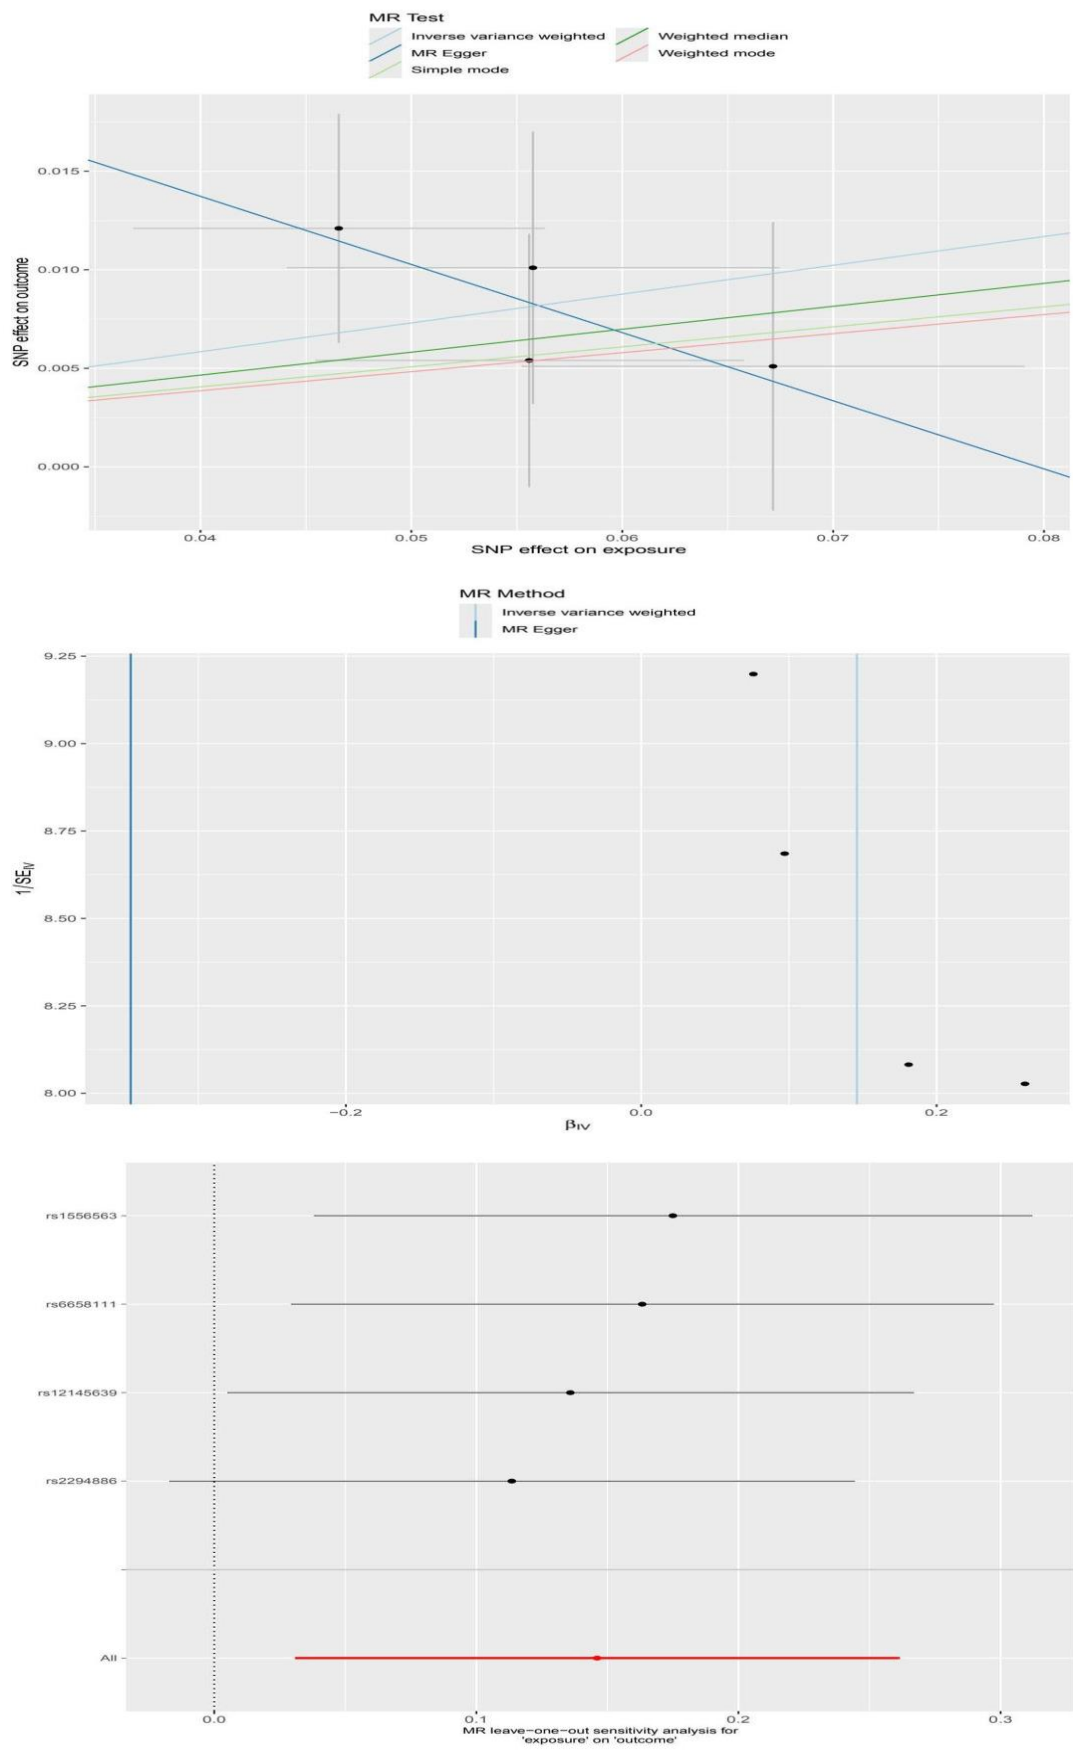 MR Test
Inverse variance weighted
Weighted median
MR Egger
Weighted mode
Simple mode
SNP effect on outcome
0.015
0.010
0.005
0.000
0.04 0.05 0.06 0.07 0.08
SNP effect on exposure
MR Method
Inverse variance weighted
MR Egger
1/SEIV
9.25
9.00
8.75
8.50
8.25
8.00
−0.2 0.0 0.2
βIV
rs1556563
rs6658111
rs12145639
rs2294886
All
0.0 0.1 0.2 0.3
MR leave−one−out sensitivity analysis for
'exposure' on 'outcome'